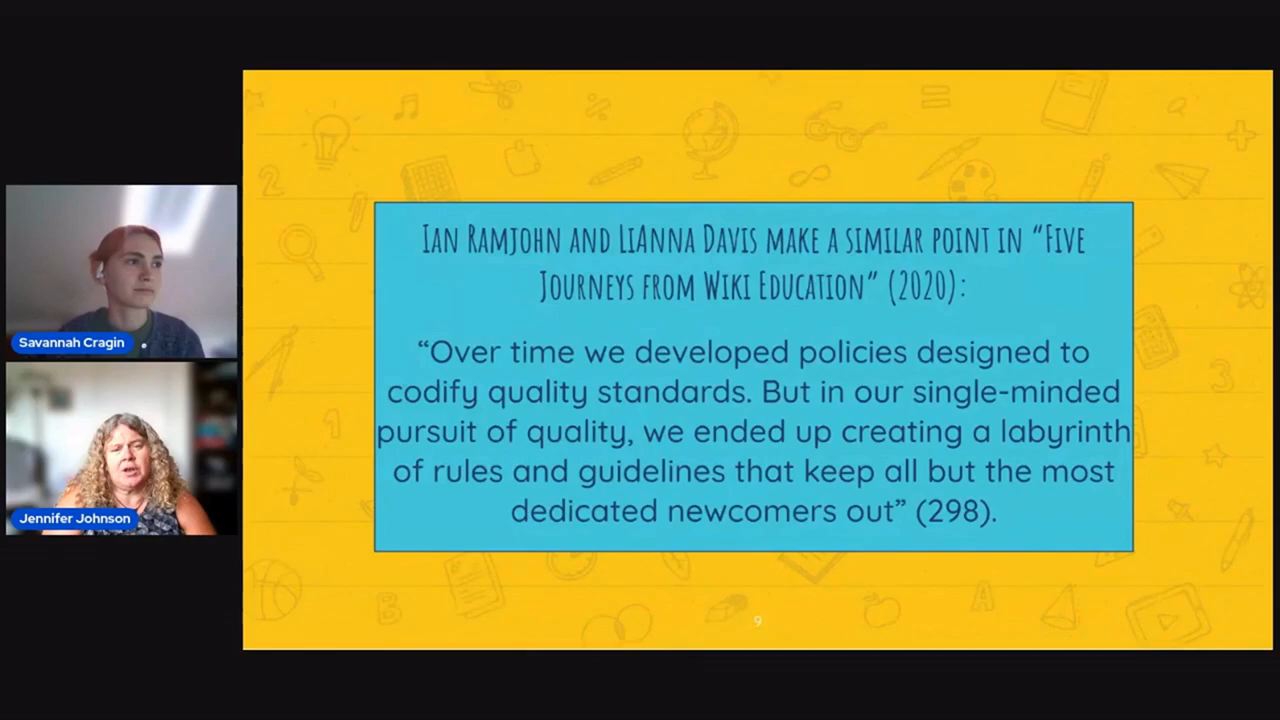 Savannah Cragin
Jennifer Johnson
Ian Ramjohn and LiAnna Davis make a similar point in “Five
Journeys from Wiki Education” (2020):
“Over time we developed policies designed to
codify quality standards. But in our single-minded
pursuit of quality, we ended up creating a labyrinth
of rules and guidelines that keep all but the most
dedicated newcomers out” (298).
9